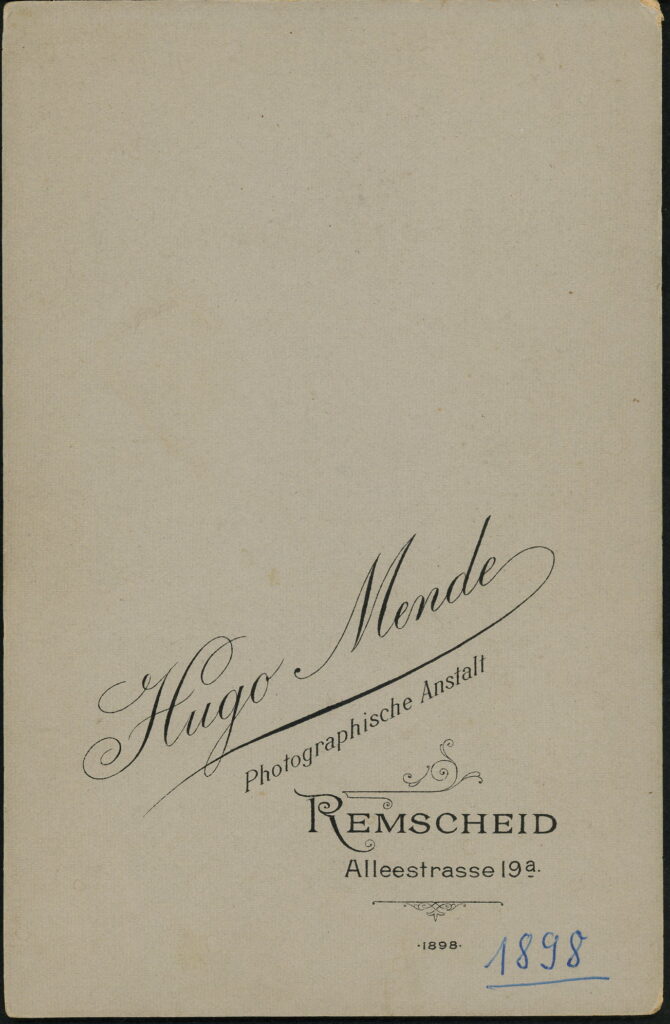 Hugo Mende
Photographische Anstalt
REMSCHEID
Alleestrasse 19a.
·1898·
1898